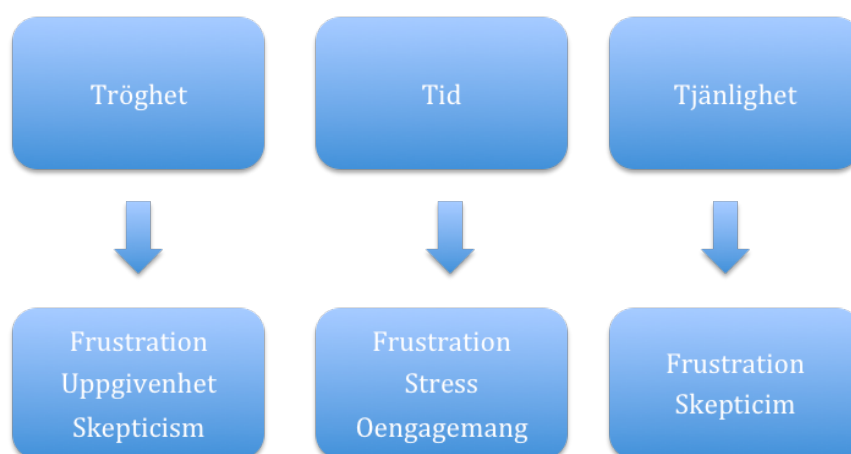 Tröghet
Tid
Tjänlighet
Frustration
Uppgivenhet
Skepticism
Frustration
Stress
Oengagemang
Frustration
Skepticim